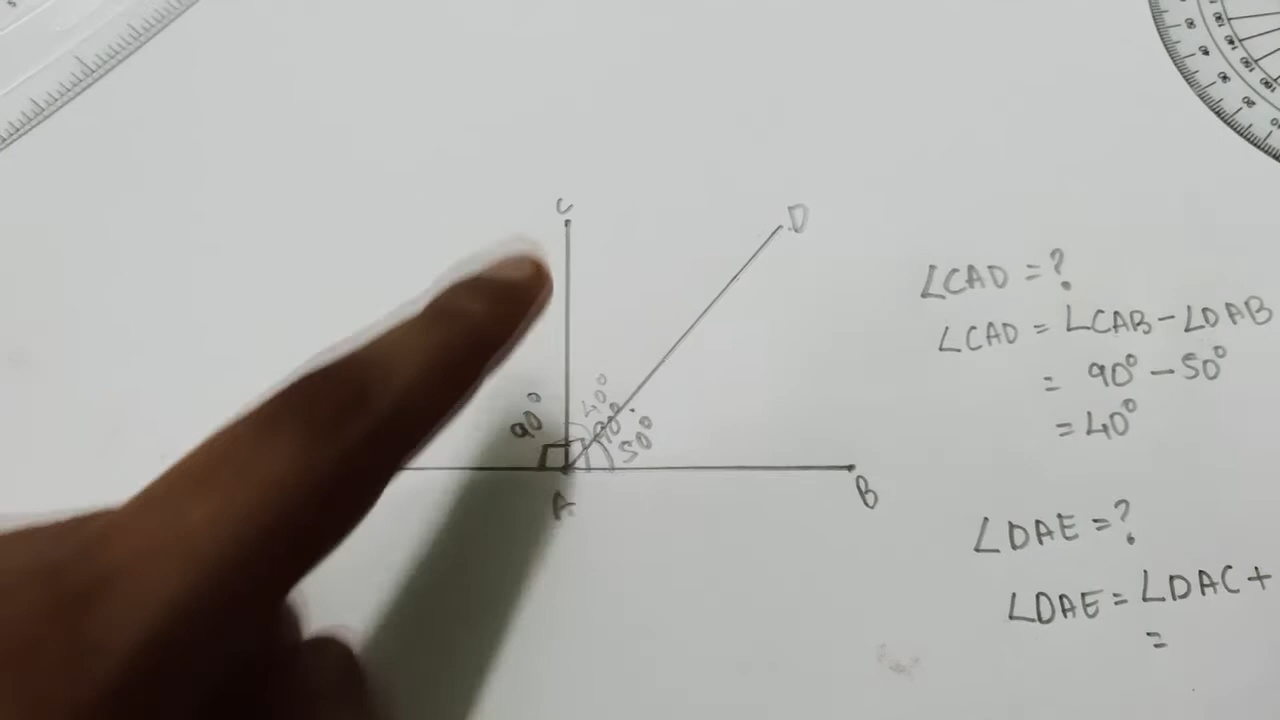 C
D
40°
90°
90°
50°
A
B
∠CAD = ?
∠CAD = ∠CAB - ∠DAB
= 90° - 50°
= 40°
∠DAE = ?
∠DAE = ∠DAC +
=